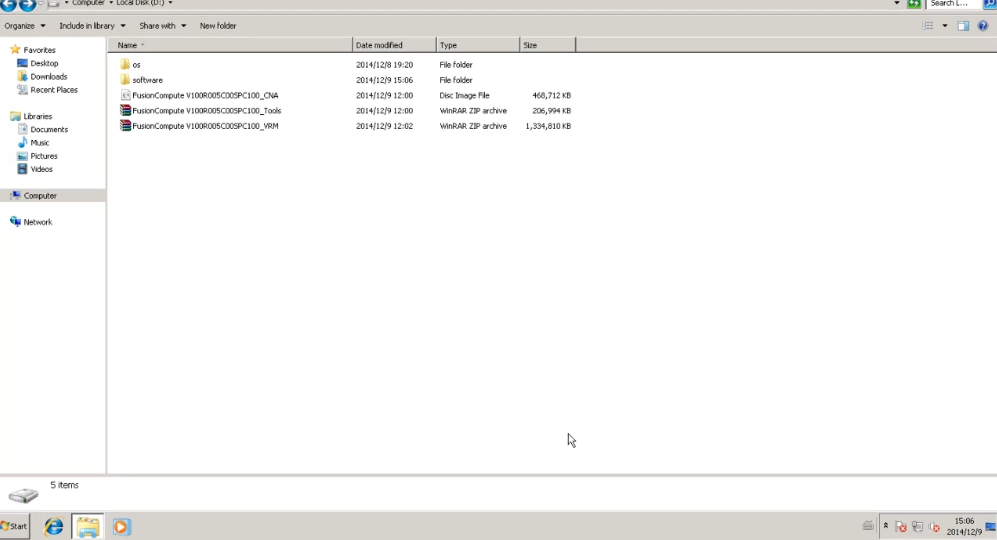 Computer Local Disk (D:) Search L...
Organize Include in library Share with New folder
Favorites
Desktop
Downloads
Recent Places
Libraries
Documents
Music
Pictures
Videos
Computer
Network
Name Date modified Type Size
os 2014/12/8 19:20 File folder
software 2014/12/9 15:06 File folder
FusionCompute V100R005C00SPC100_CNA 2014/12/9 12:00 Disc Image File 468,712 KB
FusionCompute V100R005C00SPC100_Tools 2014/12/9 12:00 WinRAR ZIP archive 206,994 KB
FusionCompute V100R005C00SPC100_VRM 2014/12/9 12:02 WinRAR ZIP archive 1,334,810 KB
5 items
Start
15:06
2014/12/9